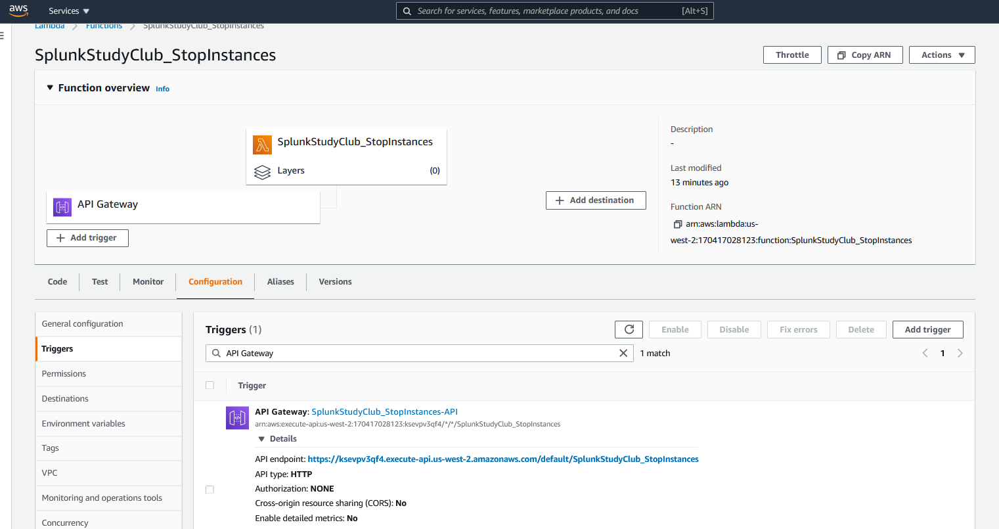 aws
Services
Search for services, features, marketplace products, and docs [Alt+S]
Lambda Functions SplunkStudyClub_StopInstances
SplunkStudyClub_StopInstances
Throttle Copy ARN Actions
Function overview Info
SplunkStudyClub_StopInstances
Layers (0)
API Gateway
Add trigger
Add destination
Description
-
Last modified
13 minutes ago
Function ARN
arn:aws:lambda:us-
west-2:170417028123:function:SplunkStudyClub_StopInstances
Code Test Monitor Configuration Aliases Versions
General configuration
Triggers
Permissions
Destinations
Environment variables
Tags
VPC
Monitoring and operations tools
Concurrency
Triggers (1)
Enable Disable Fix errors Delete Add trigger
API Gateway 1 match 1
Trigger
API Gateway: SplunkStudyClub_StopInstances-API
arn:aws:execute-api:us-west-2:170417028123:ksevpv3qf4/*/*/SplunkStudyClub_StopInstances
Details
API endpoint: https://ksevpv3qf4.execute-api.us-west-2.amazonaws.com/default/SplunkStudyClub_StopInstances
API type: HTTP
Authorization: NONE
Cross-origin resource sharing (CORS): No
Enable detailed metrics: No